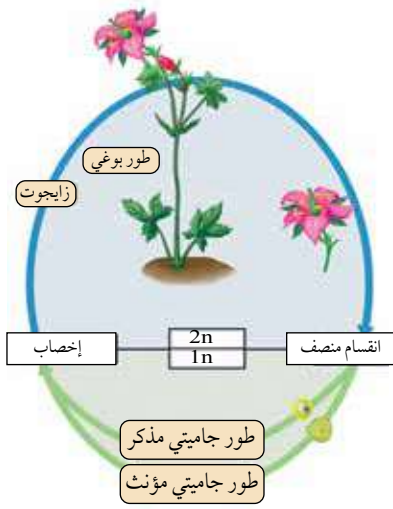 طور بوغي
زايجوت
2n
انقسام منصف
إخصاب
1n
طور جاميتي مذكر
طور جاميتي مؤنث